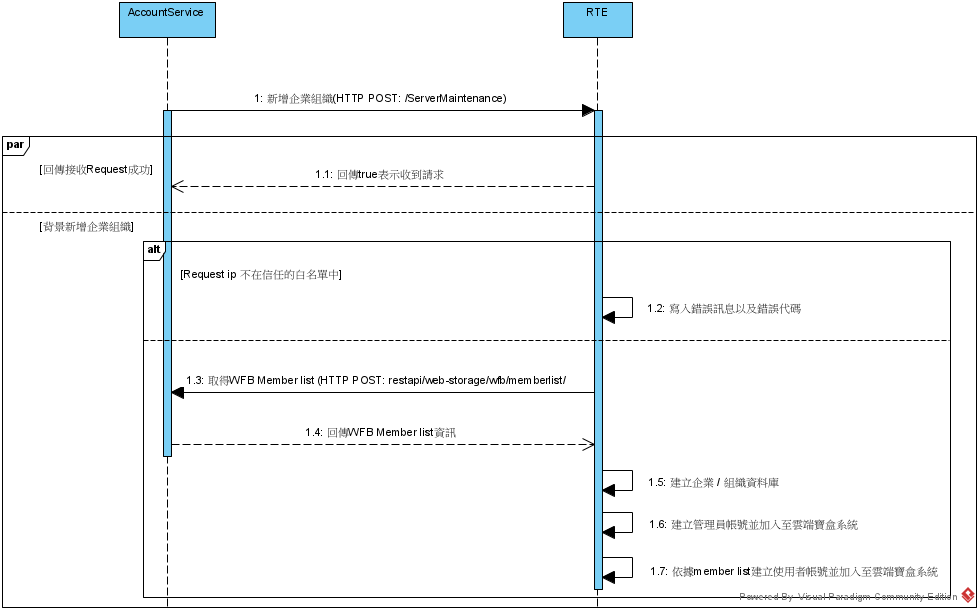 AccountService
RTE
1: 新增企業組織(HTTP POST: /ServerMaintenance)
par
[回傳接收Request成功]
1.1: 回傳true表示收到請求
[背景新增企業組織]
alt
[Request ip 不在信任的白名單中]
1.2: 寫入錯誤訊息以及錯誤代碼
1.3: 取得WFB Member list (HTTP POST: restapi/web-storage/wfb/memberlist/
1.4: 回傳WFB Member list資訊
1.5: 建立企業 / 組織資料庫
1.6: 建立管理員帳號並加入至雲端寶盒系統
1.7: 依據member list建立使用者帳號並加入至雲端寶盒系統
Powered By Visual Paradigm Community Edition